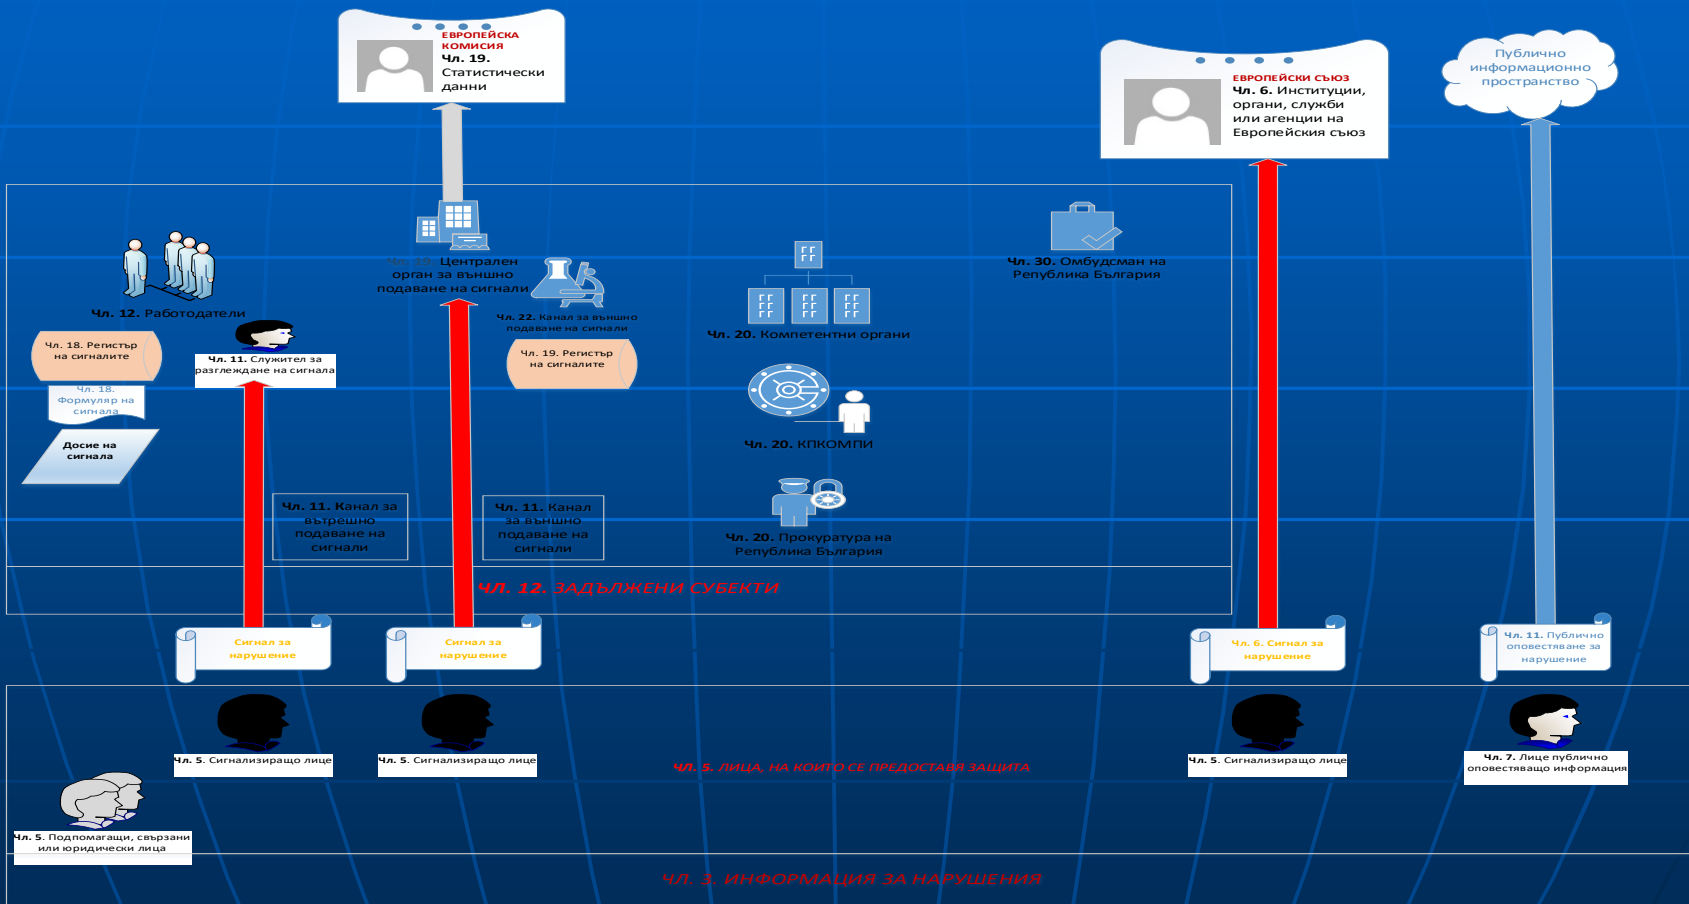 ЕВРОПЕЙСКА
КОМИСИЯ
Чл. 19.
Статистически
данни
ЕВРОПЕЙСКИ СЪЮЗ
Чл. 6. Институции,
органи, служби
или агенции на
Европейския съюз
Публично
информационно
пространство
Чл. 12. Работодатели
Чл. 19. Централен
орган за външно
подаване на сигнали
Чл. 22. Канал за външно
подаване на сигнали
Чл. 20. Компетентни органи
Чл. 30. Омбудсман на
Република България
Чл. 18. Регистър
на сигналите
Чл. 11. Служител за
разглеждане на сигнала
Чл. 19. Регистър
на сигналите
Чл. 18.
Формуляр на
сигнала
Досие на
сигнала
Чл. 20. КПКОМПИ
Чл. 11. Канал за
вътрешно
подаване на
сигнали
Чл. 11. Канал
за външно
подаване на
сигнали
Чл. 20. Прокуратура на
Република България
ЧЛ. 12. ЗАДЪЛЖЕНИ СУБЕКТИ
Сигнал за
нарушение
Сигнал за
нарушение
Чл. 6. Сигнал за
нарушение
Чл. 11. Публично
оповестяване за
нарушение
Чл. 5. Сигнализиращо лице
Чл. 5. Сигнализиращо лице
ЧЛ. 5. ЛИЦА, НА КОИТО СЕ ПРЕДОСТАВЯ ЗАЩИТА
Чл. 5. Сигнализиращо лице
Чл. 7. Лице публично
оповестяващо информация
Чл. 5. Подпомагащи, свързани
или юридически лица
ЧЛ. 3. ИНФОРМАЦИЯ ЗА НАРУШЕНИЯ